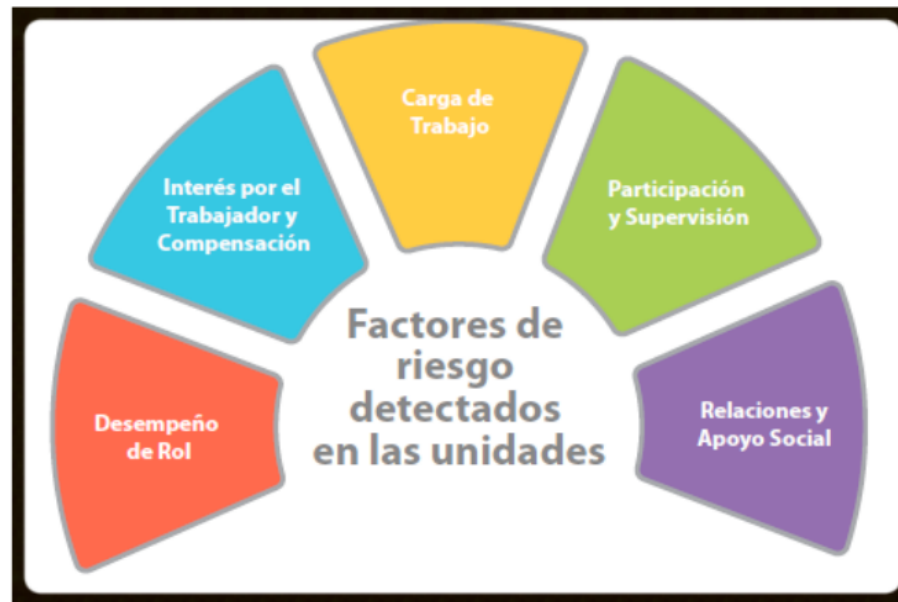 Carga de
Trabajo
Interés por el
Trabajador y
Compensación
Participación
y Supervisión
Desempeño
de Rol
Factores de
riesgo
detectados
en las unidades
Relaciones y
Apoyo Social